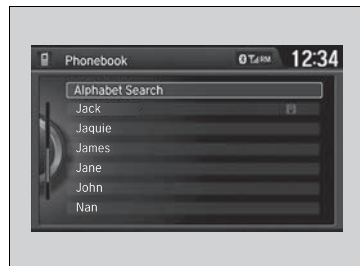 Phonebook 12:34
Alphabet Search
Jack
Jaquie
James
Jane
John
Nan